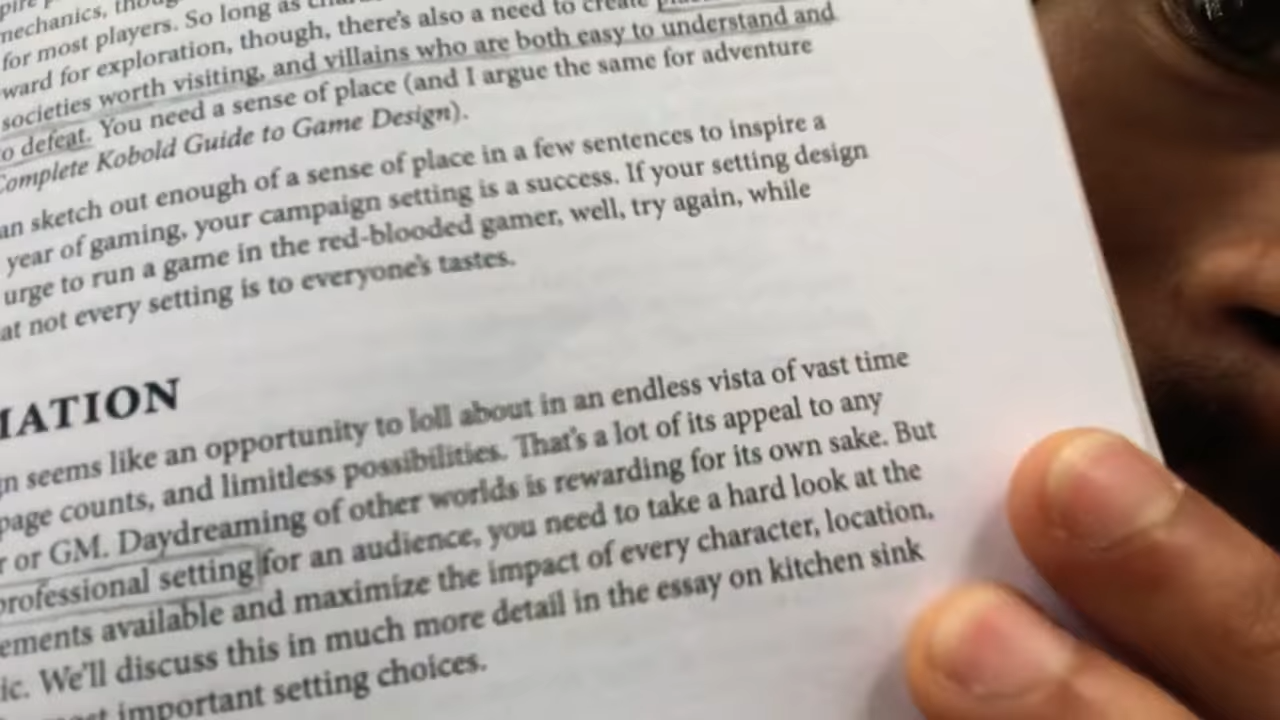 mechanics,
for most players. So long as
ward for exploration, though, there's also a need to create
societies worth visiting, and villains who are both easy to understand and
to defeat. You need a sense of place (and I argue the same for adventure
Complete Kobold Guide to Game Design).
an sketch out enough of a sense of place in a few sentences to inspire a
year of gaming, your campaign setting is a success. If your setting design
urge to run a game in the red-blooded gamer, well, try again, while
at not every setting is to everyone's tastes.
MATION
gn seems like an opportunity to loll about in an endless vista of vast time
page counts, and limitless possibilities. That's a lot of its appeal to any
r or GM. Daydreaming of other worlds is rewarding for its own sake. But
professional setting for an audience, you need to take a hard look at the
ements available and maximize the impact of every character, location,
ic. We'll discuss this in much more detail in the essay on kitchen sink
important setting choices.